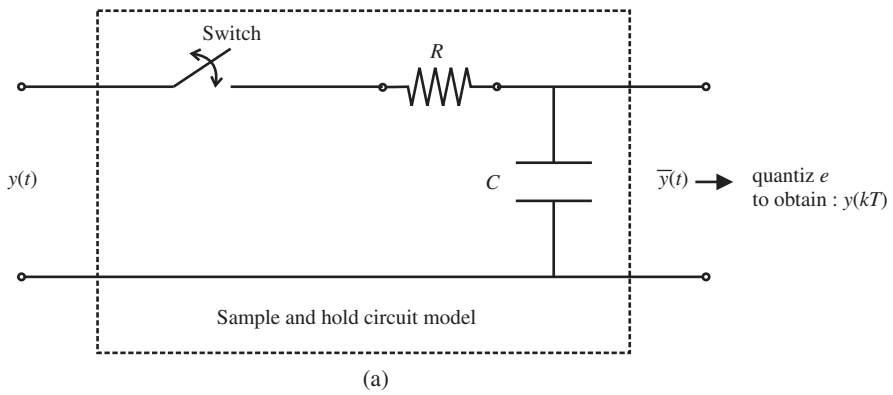 Switch
R
y(t)
C
y̅(t)
quantiz e
to obtain : y(kT)
Sample and hold circuit model
(a)